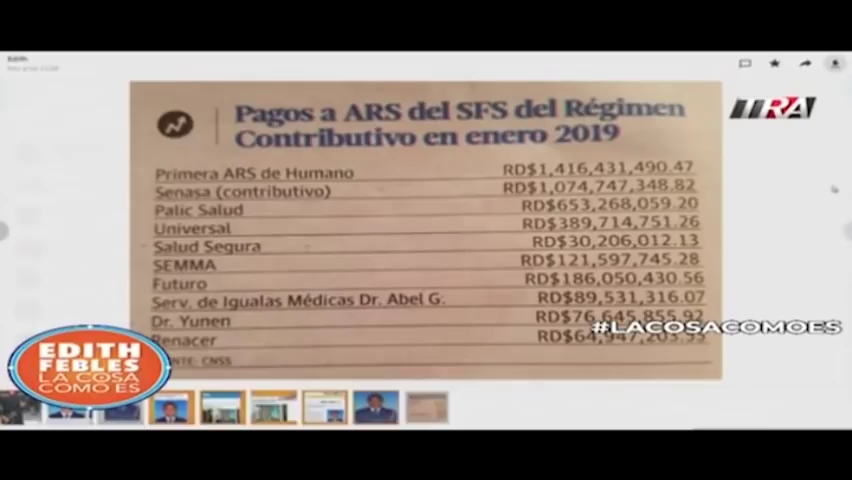 Edith
TRA
Pagos a ARS del SFS del Régimen
Contributivo en enero 2019
Primera ARS de Humano RD$1,416,431,490.47
Senasa (contributivo) RD$1,074,747,348.82
Palic Salud RD$653,268,059.20
Universal RD$389,714,751.26
Salud Segura RD$30,206,012.13
SEMMA RD$121,597,745.28
Futuro RD$186,050,430.56
Serv. de Igualas Médicas Dr. Abel G. RD$89,531,316.07
Dr. Yunen RD$76,645,855.92
Renacer
CNSS
#LACOSACOMOES
EDITH
FEBLES
LA COSA
COMO ES